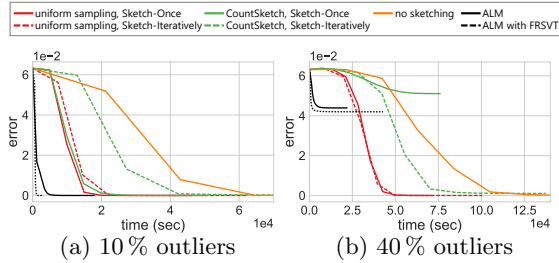 uniform sampling, Sketch-Once CountSketch, Sketch-Once no sketching ALM
uniform sampling, Sketch-Iteratively CountSketch, Sketch-Iteratively ALM with FRSVT
1e−2 1e−2
6 6
4 4
2 2
0 0
error error
0 2 4 6 0.0 2.5 5.0 7.5 10.0 12.5
time (sec) 1e4 time (sec) 1e3
(a) 10 % outliers (b) 40 % outliers